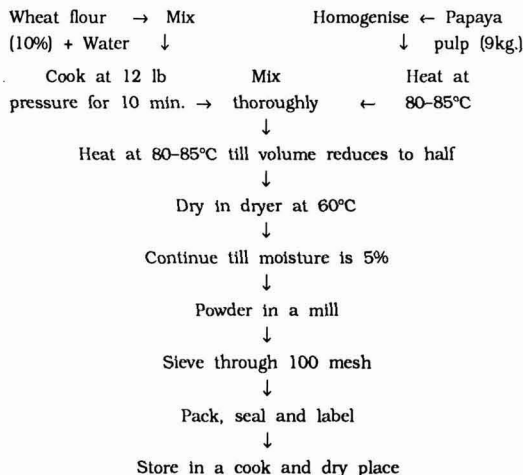 Wheat flour → Mix Homogenise ← Papaya
(10%) + Water ↓ ↓ pulp (9kg.)
Cook at 12 lb Mix Heat at
pressure for 10 min. → thoroughly ← 80–85°C
↓
Heat at 80–85°C till volume reduces to half
↓
Dry in dryer at 60°C
↓
Continue till moisture is 5%
↓
Powder in a mill
↓
Sieve through 100 mesh
↓
Pack, seal and label
↓
Store in a cook and dry place